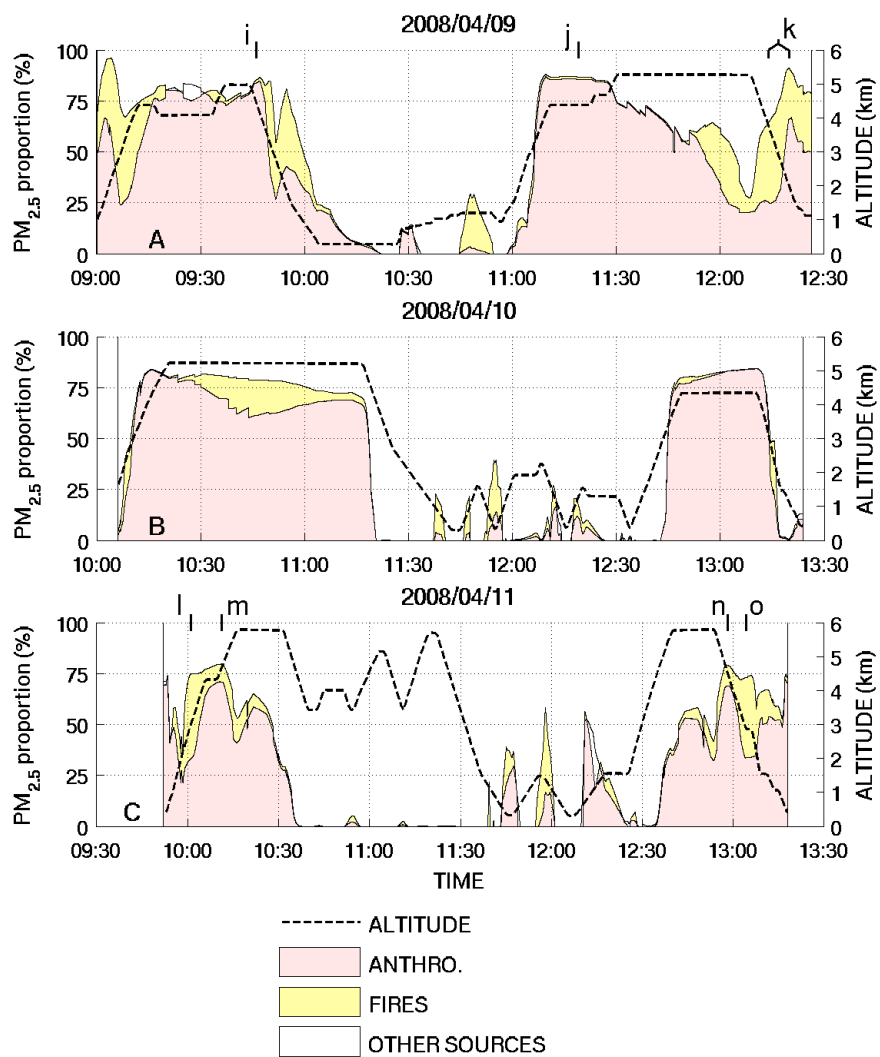 i 2008/04/09 j k
100 6
75 5
4
50 3
25 2
1
0 0
PM2.5 proportion (%)
ALTITUDE (km)
A
09:00 09:30 10:00 10:30 11:00 11:30 12:00 12:30
2008/04/10
100 6
75 5
4
50 3
25 2
1
0 0
PM2.5 proportion (%)
ALTITUDE (km)
B
10:00 10:30 11:00 11:30 12:00 12:30 13:00 13:30
l m 2008/04/11 n o
100 6
75 5
4
50 3
25 2
1
0 0
PM2.5 proportion (%)
ALTITUDE (km)
C
09:30 10:00 10:30 11:00 11:30 12:00 12:30 13:00 13:30
TIME
ALTITUDE
ANTHRO.
FIRES
OTHER SOURCES